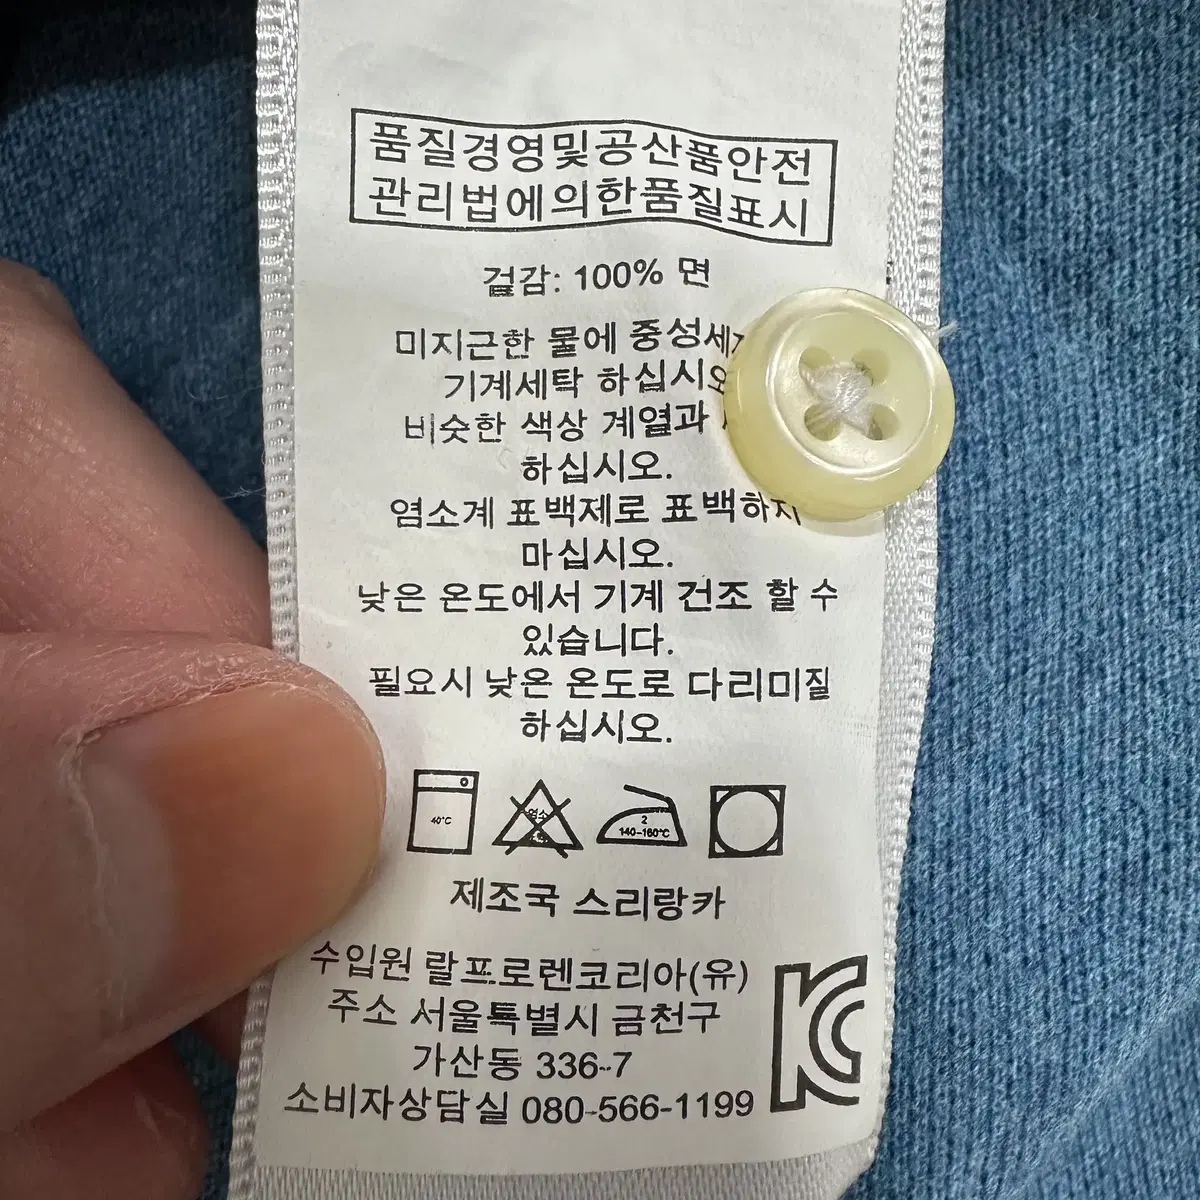 품질경영및공산품안전
관리법에의한품질표시
겉감: 100% 면
미지근한 물에
기계세탁
비슷한 색상 계열과
하십시오.
염소계 표백제로 표백하지
마십시오.
낮은 온도에서 기계 건조 할 수
있습니다.
필요시 낮은 온도로 다리미질
하십시오.
40℃
염소
2
140-160℃
제조국 스리랑카
수입원 랄프로렌코리아(유)
주소 서울특별시 금천구
가산동 336-7
소비자상담실 080-566-1199